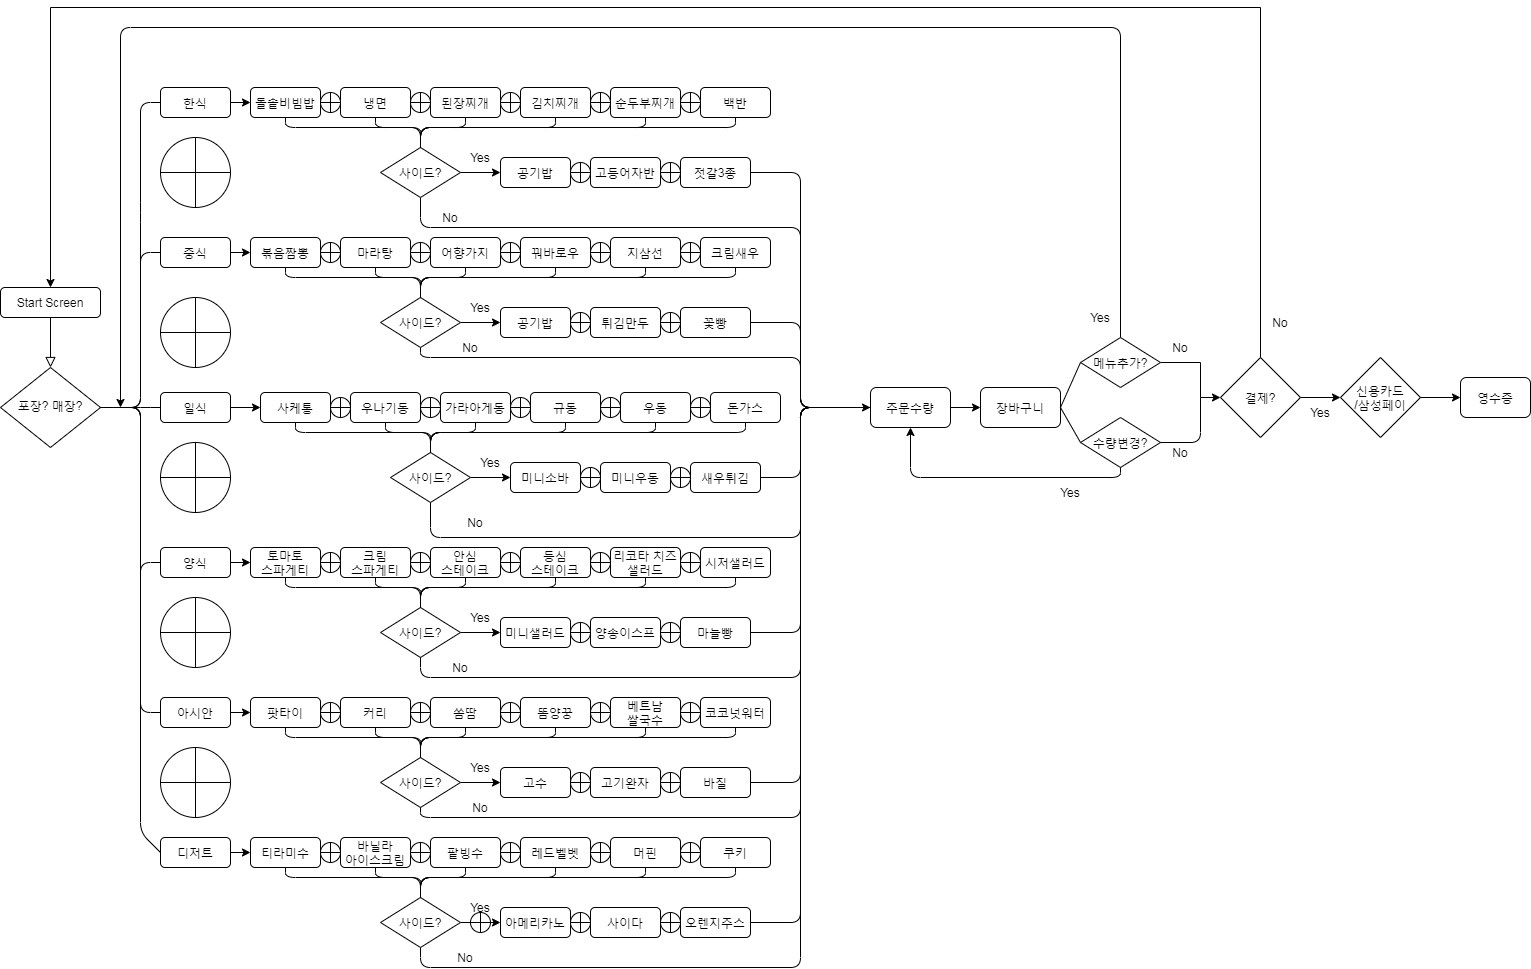 한식
돌솥비빔밥
냉면
된장찌개
김치찌개
순두부찌개
백반
사이드?
Yes
공기밥
고등어자반
젓갈3종
No
중식
볶음짬뽕
마라탕
어향가지
꿔바로우
지삼선
크림새우
사이드?
Yes
공기밥
튀김만두
꽃빵
No
Start Screen
포장? 매장?
일식
사케동
우나기동
가라아게동
규동
우동
돈가스
사이드?
Yes
미니소바
미니우동
새우튀김
No
양식
토마토
스파게티
크림
스파게티
안심
스테이크
등심
스테이크
리코타 치즈
샐러드
시저샐러드
사이드?
Yes
미니샐러드
양송이스프
마늘빵
No
아시안
팟타이
커리
쏨땀
똠양꿍
베트남
쌀국수
코코넛워터
사이드?
Yes
고수
고기완자
바질
No
디저트
티라미수
바닐라
아이스크림
팥빙수
레드벨벳
머핀
쿠키
사이드?
Yes
아메리카노
사이다
오렌지주스
No
주문수량
장바구니
Yes
메뉴추가?
No
수량변경?
No
Yes
No
결제?
Yes
신용카드
/삼성페이
영수증